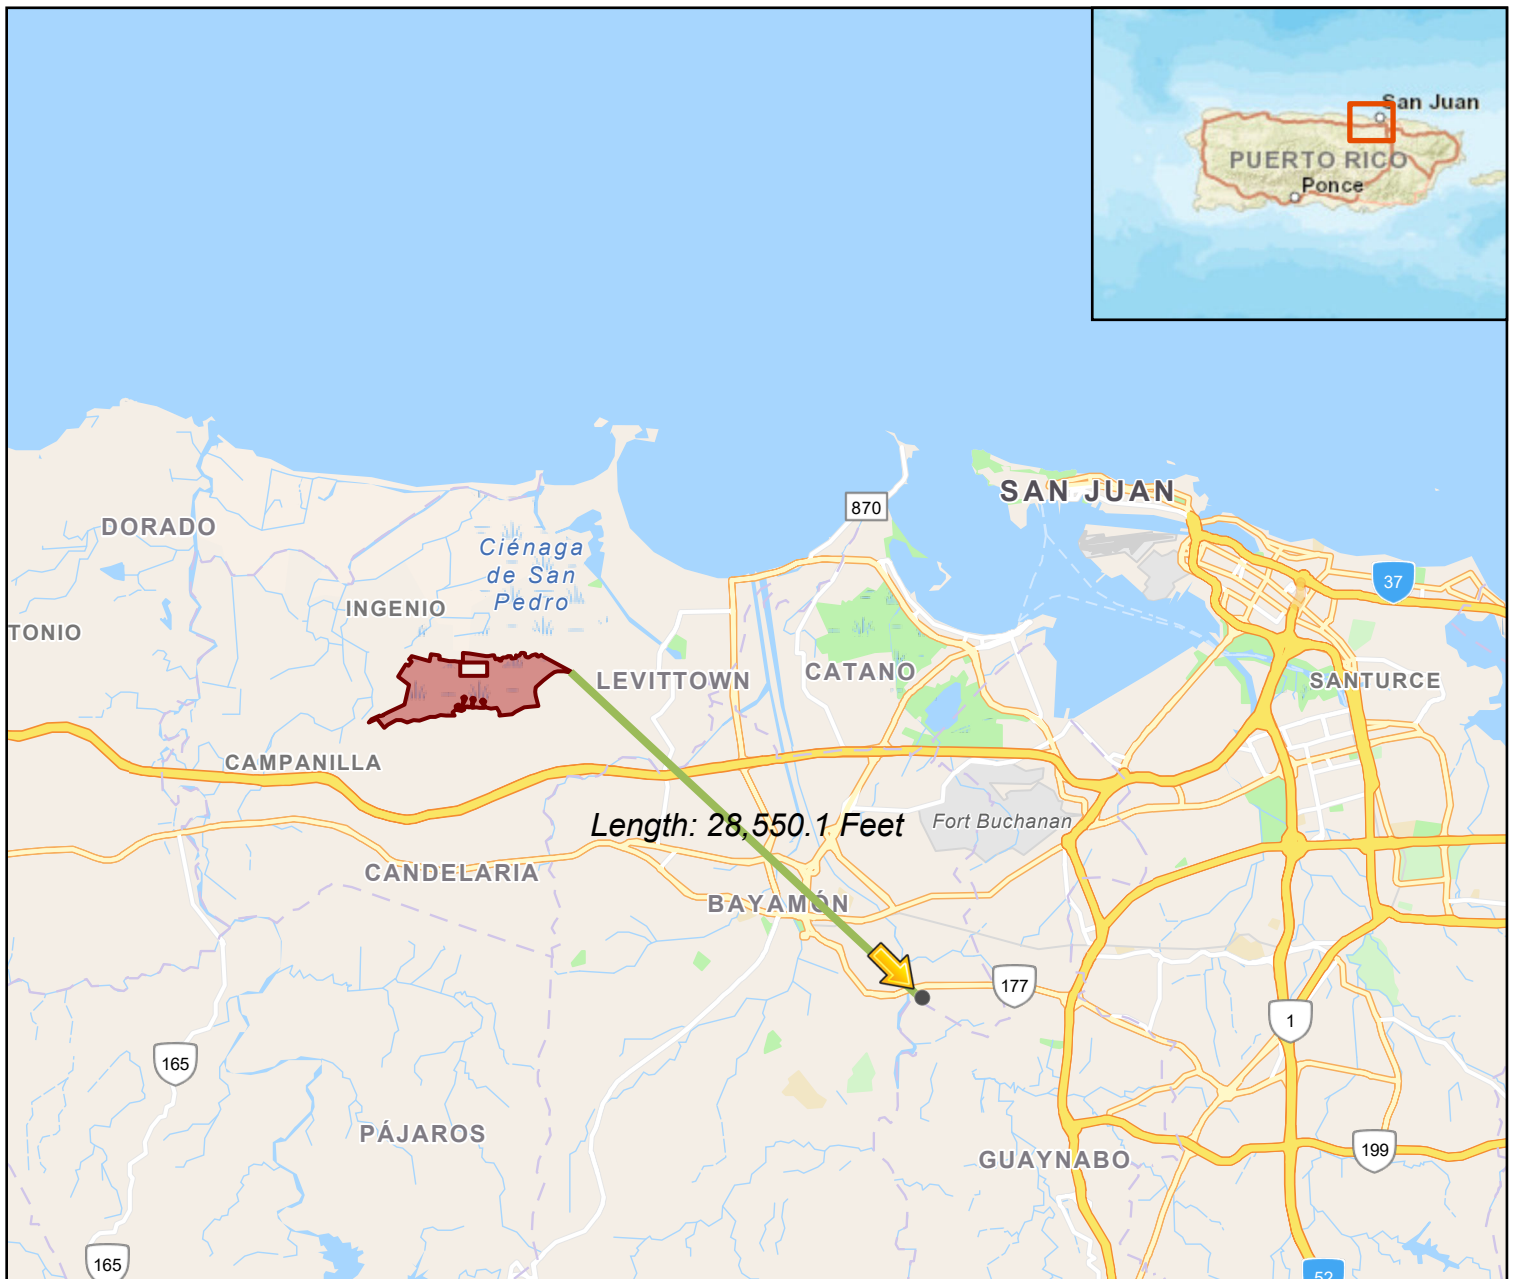 San Juan
PUERTO RICO
Ponce
870
SAN JUAN
DORADO
Ciénaga
de San
Pedro
37
INGENIO
TONIO
LEVITTOWN
CATANO
SANTURCE
CAMPANILLA
Length: 28,550.1 Feet
Fort Buchanan
CANDELARIA
BAYAMÓN
177
1
165
PÁJAROS
199
GUAYNABO
165
52